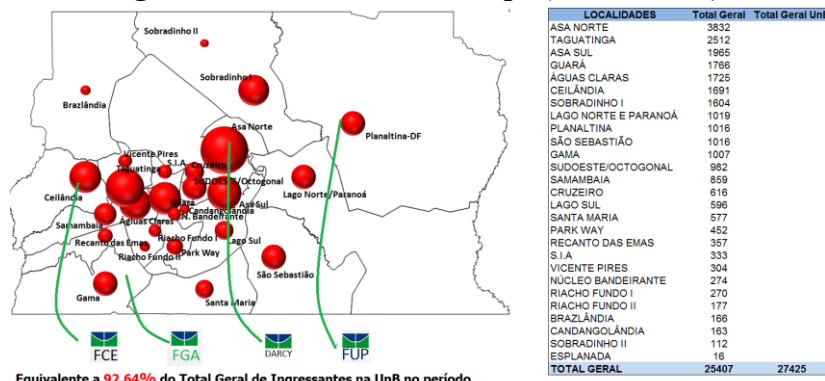 Sobradinho II
Sobradinho I
Brazlândia
Asa Norte
Planaltina-DF
Vicente Pires
S.I.A.
Cruzeiro
Taguatinga
SUDOESTE/Octogonal
Ceilândia
Lago Norte/Paranoá
Guará
Asa Sul
Candangolândia
N. Bandeirante
Águas Claras
Samambaia
Riacho Fundo I
Lago Sul
Recanto das Emas
Park Way
Riacho Fundo II
São Sebastião
Gama
Santa Maria
FCE
FGA
DARCY
FUP
Equivalente a 92,64% do Total Geral de Ingressantes na UnB no período
LOCALIDADES Total Geral Total Geral UnB
ASA NORTE 3832
TAGUATINGA 2512
ASA SUL 1965
GUARÁ 1766
ÁGUAS CLARAS 1725
CEILÂNDIA 1691
SOBRADINHO I 1604
LAGO NORTE E PARANOÁ 1019
PLANALTINA 1016
SÃO SEBASTIÃO 1016
GAMA 1007
SUDOESTE/OCTOGONAL 982
SAMAMBAIA 859
CRUZEIRO 616
LAGO SUL 596
SANTA MARIA 577
PARK WAY 452
RECANTO DAS EMAS 357
S.I.A 333
VICENTE PIRES 304
NÚCLEO BANDEIRANTE 274
RIACHO FUNDO I 270
RIACHO FUNDO II 177
BRAZLÂNDIA 166
CANDANGOLÂNDIA 163
SOBRADINHO II 112
ESPLANADA 16
TOTAL GERAL 25407 27425